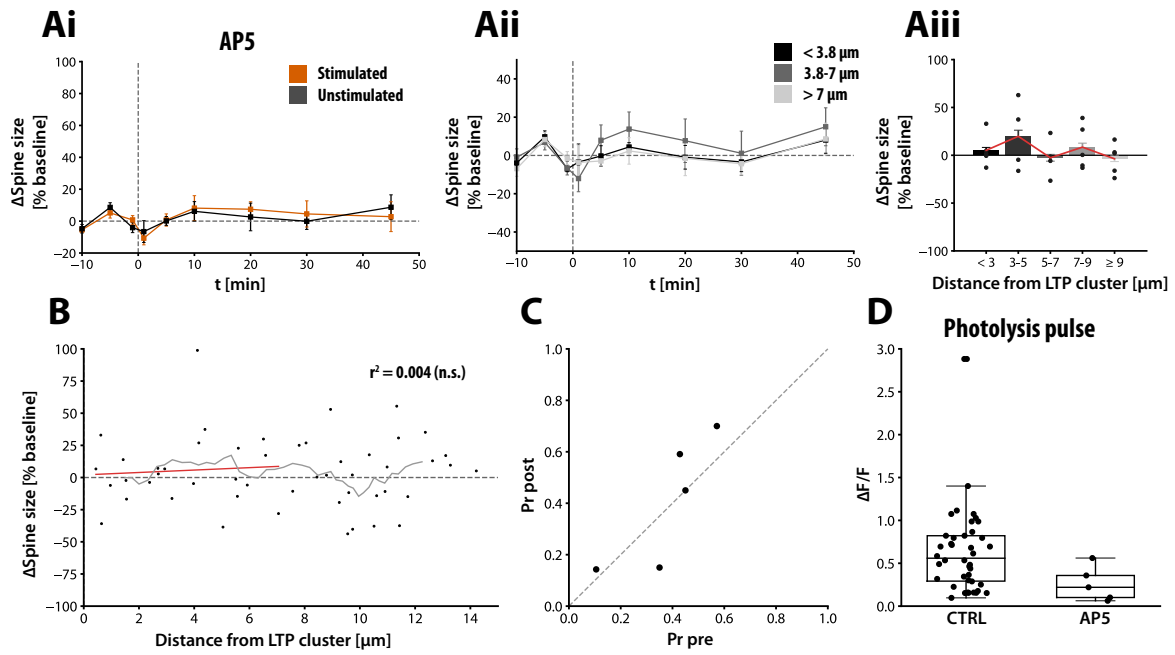 Ai
AP5
Stimulated
Unstimulated
ΔSpine size
[% baseline]
100
80
60
40
20
0
−20
−10
0
10
20
30
40
50
t [min]
Aii
< 3.8 µm
3.8-7 µm
> 7 µm
ΔSpine size
[% baseline]
40
20
0
−20
−40
−10
0
10
20
30
40
50
t [min]
Aiii
ΔSpine size
[% baseline]
100
50
0
−50
−100
< 3
3-5
5-7
7-9
≥ 9
Distance from LTP cluster [µm]
B
r² = 0.004 (n.s.)
ΔSpine size [% baseline]
100
75
50
25
0
−25
−50
−75
−100
0
2
4
6
8
10
12
14
Distance from LTP cluster [µm]
C
Pr post
1.0
0.8
0.6
0.4
0.2
0.0
0.0
0.2
0.4
0.6
0.8
1.0
Pr pre
D
Photolysis pulse
ΔF/F
3.0
2.5
2.0
1.5
1.0
0.5
0.0
CTRL
AP5